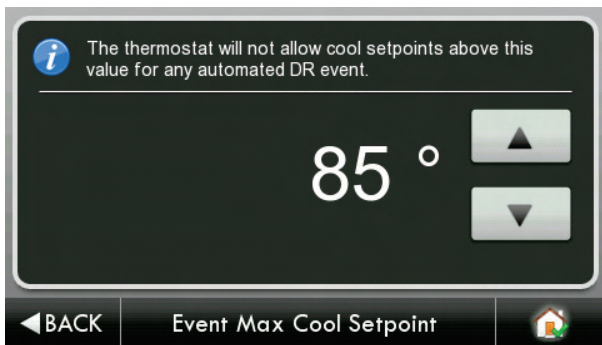 The thermostat will not allow cool setpoints above this
value for any automated DR event.
85 °
BACK
Event Max Cool Setpoint